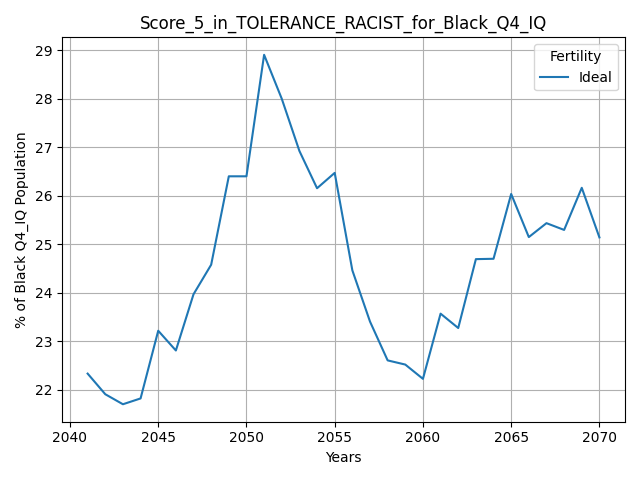 Score_5_in_TOLERANCE_RACIST_for_Black_Q4_IQ
Fertility
Ideal
% of Black Q4_IQ Population
29
28
27
26
25
24
23
22
2040 2045 2050 2055 2060 2065 2070
Years